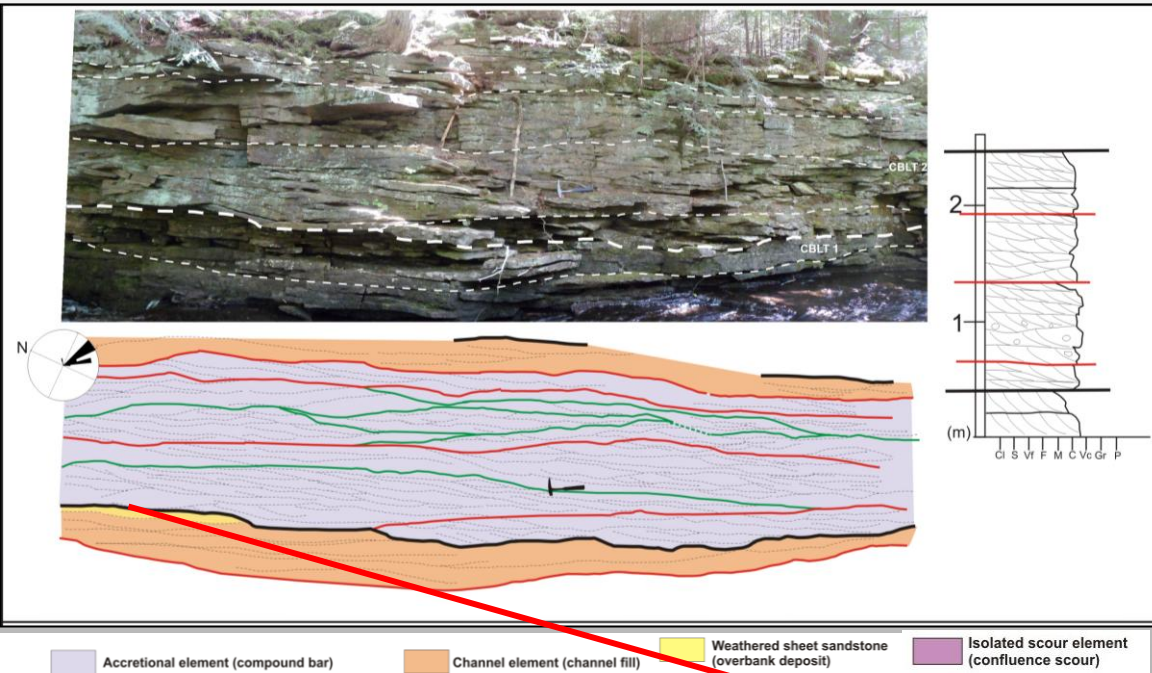 CBLT 2
CBLT 1
2
1
(m)
Cl S Vf F M C Vc Gr P
N
Accretional element (compound bar)
Channel element (channel fill)
Weathered sheet sandstone
(overbank deposit)
Isolated scour element
(confluence scour)